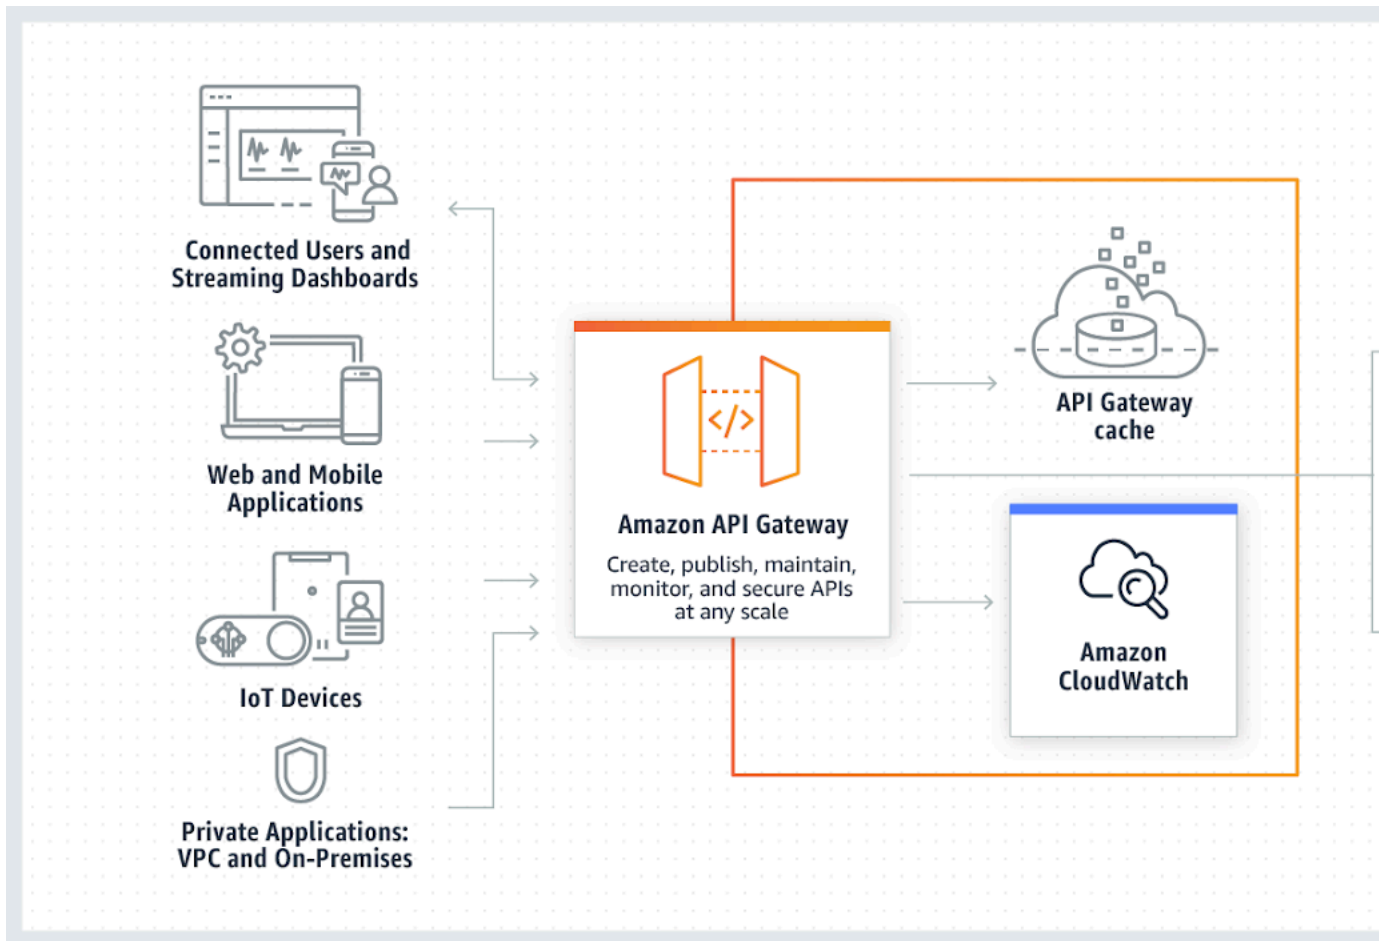 Connected Users and
Streaming Dashboards
Web and Mobile
Applications
IoT Devices
Private Applications:
VPC and On-Premises
</>
Amazon API Gateway
Create, publish, maintain,
monitor, and secure APIs
at any scale
API Gateway
cache
Amazon
CloudWatch